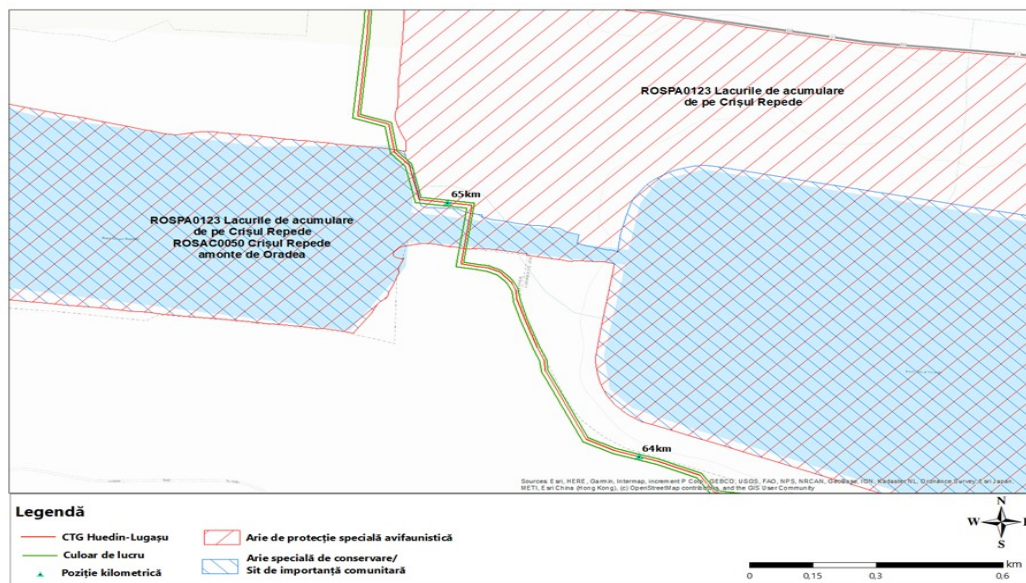 ROSPA0123 Lacurile de acumulare
de pe Crișul Repede
65km
ROSPA0123 Lacurile de acumulare
de pe Crișul Repede
ROSAC0050 Crișul Repede
amonte de Oradea
64km
Sources: Esri, HERE, Garmin, Intermap, increment P Corp., GEBCO, USGS, FAO, NPS, NRCAN, GeoBase, IGN, Kadaster NL, Ordnance Survey, Esri Japan,
METI, Esri China (Hong Kong), (c) OpenStreetMap contributors, and the GIS User Community
Legendă
CTG Huedin-Lugașu
Culoar de lucru
Poziție kilometrică
Arie de protecție specială avifaunistică
Arie specială de conservare/
Sit de importanță comunitară
N
W
S
km
0
0,15
0,3
0,6